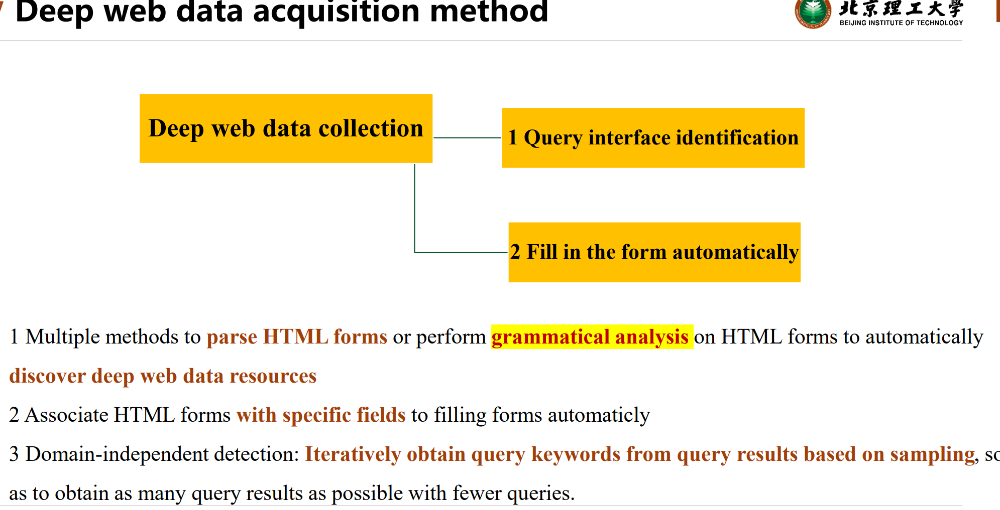 Deep web data acquisition method
北京理工大学
BEIJING INSTITUTE OF TECHNOLOGY
Deep web data collection
1 Query interface identification
2 Fill in the form automatically
1 Multiple methods to parse HTML forms or perform grammatical analysis on HTML forms to automatically
discover deep web data resources
2 Associate HTML forms with specific fields to filling forms automaticly
3 Domain-independent detection: Iteratively obtain query keywords from query results based on sampling, so
as to obtain as many query results as possible with fewer queries.